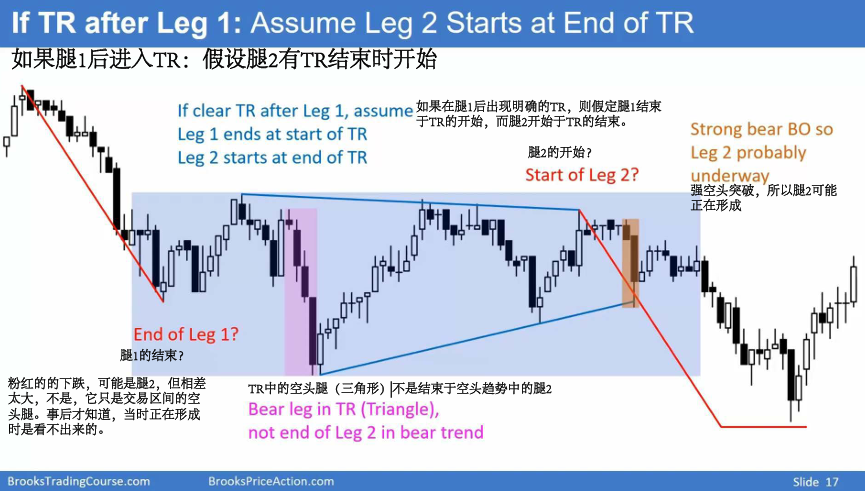 If TR after Leg 1: Assume Leg 2 Starts at End of TR
如果腿1后进入TR：假设腿2有TR结束时开始
If clear TR after Leg 1, assume
Leg 1 ends at start of TR
Leg 2 starts at end of TR
如果在腿1后出现明确的TR，则假定腿1结束
于TR的开始，而腿2开始于TR的结束。
腿2的开始？
Start of Leg 2?
Strong bear BO so
Leg 2 probably
underway
强空头突破，所以腿2可能
正在形成
End of Leg 1?
腿1的结束？
粉红的的下跌，可能是腿2，但相差
太大，不是，它只是交易区间的空
头腿。事后才知道，当时正在形成
时是看不出来的。
TR中的空头腿（三角形）|不是结束于空头趋势中的腿2
Bear leg in TR (Triangle),
not end of Leg 2 in bear trend
BrooksTradingCourse.com
BrooksPriceAction.com
Slide 17